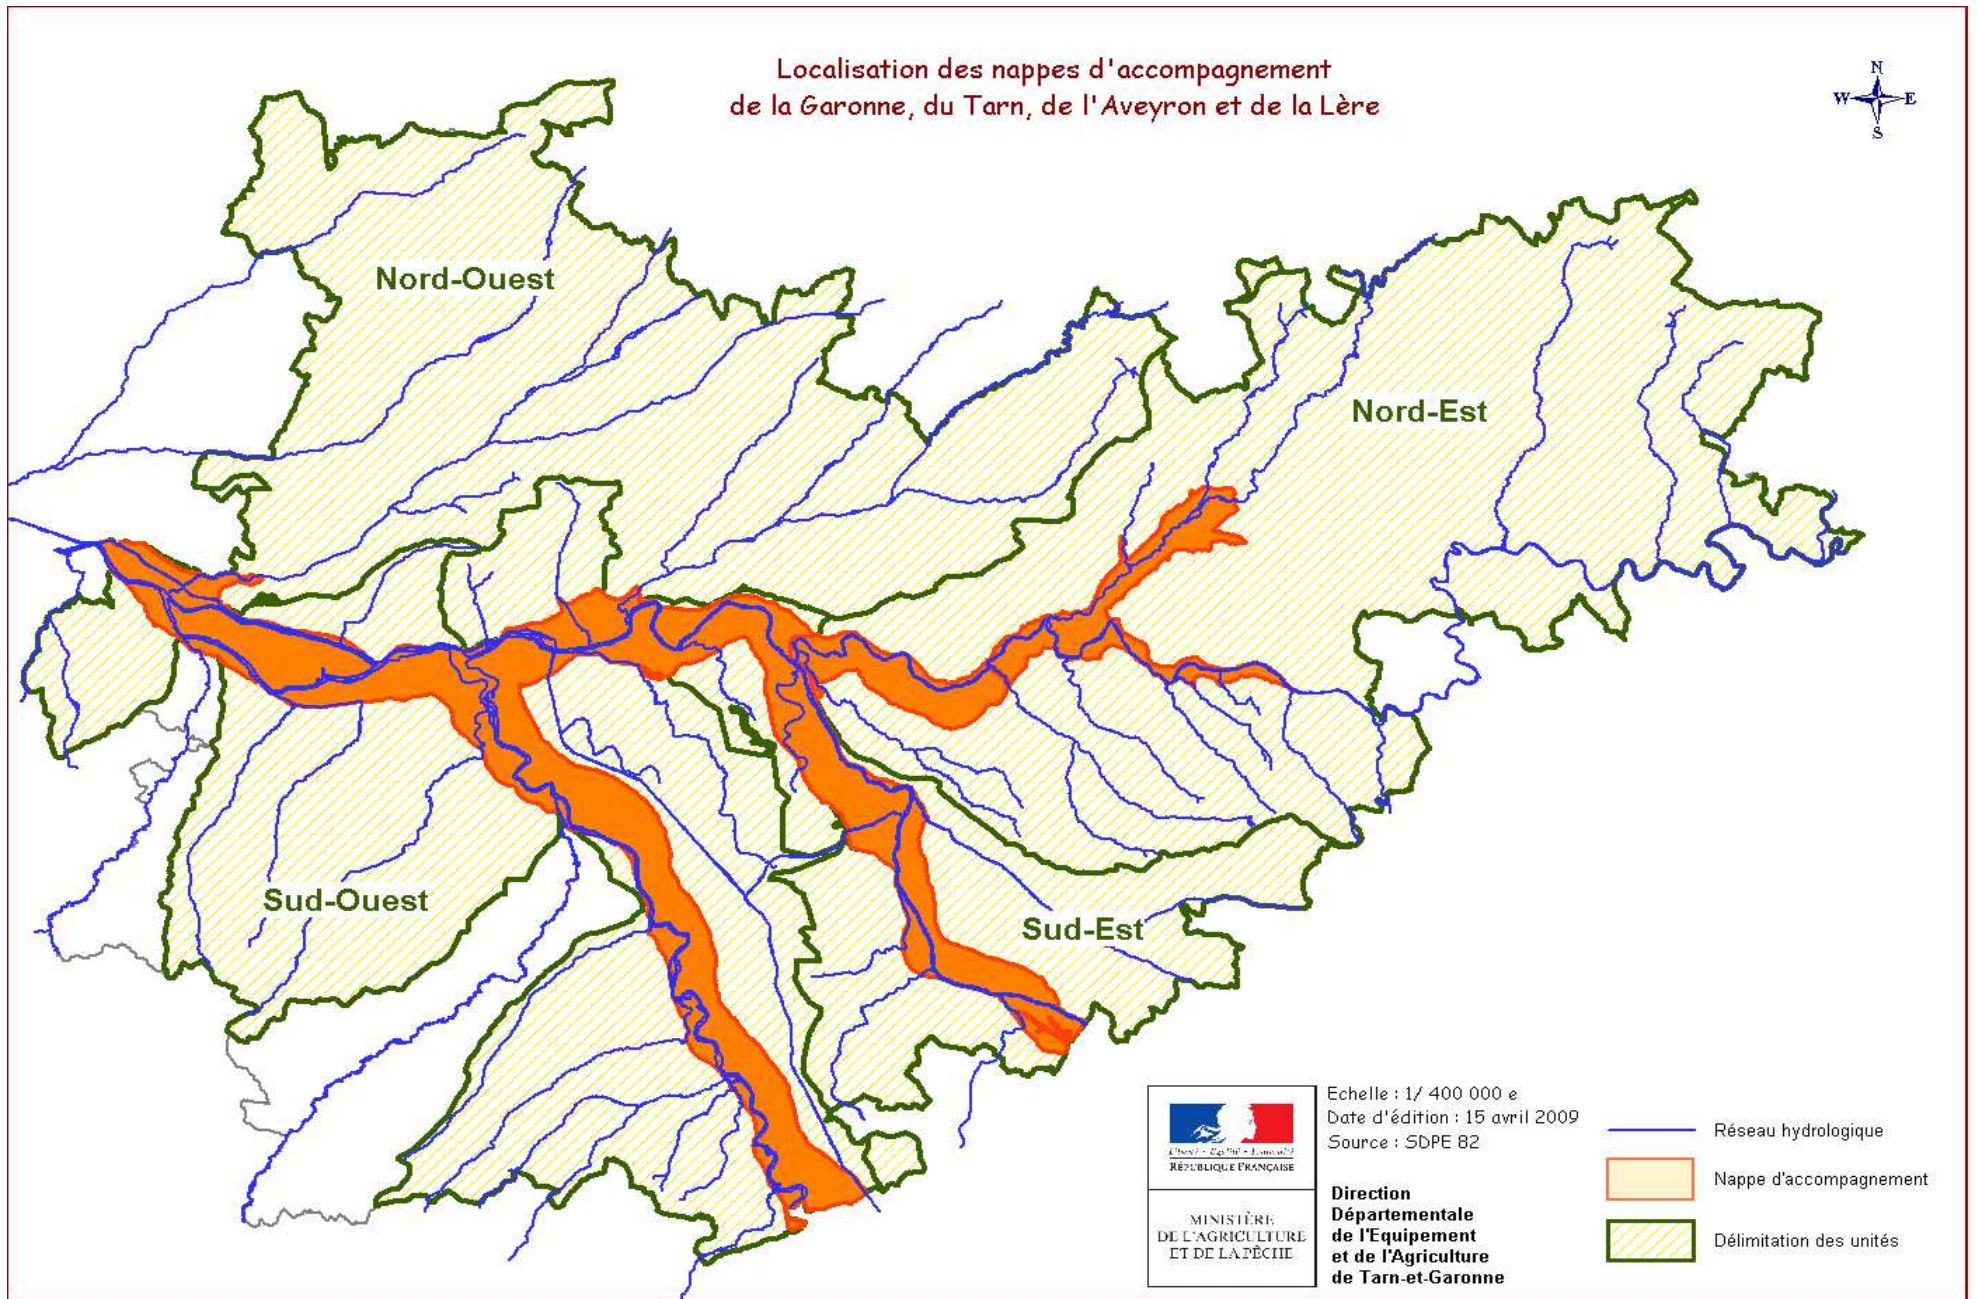 Localisation des nappes d'accompagnement
de la Garonne, du Tarn, de l'Aveyron et de la Lère
N
W E
S
Nord-Ouest
Nord-Est
Sud-Ouest
Sud-Est
Echelle : 1/ 400 000 e
Date d'édition : 15 avril 2009
Source : SDPE 82
Liberté • Égalité • Fraternité
RÉPUBLIQUE FRANÇAISE
MINISTÈRE
DE L'AGRICULTURE
ET DE LA PÊCHE
Direction
Départementale
de l'Equipement
et de l'Agriculture
de Tarn-et-Garonne
Réseau hydrologique
Nappe d'accompagnement
Délimitation des unités